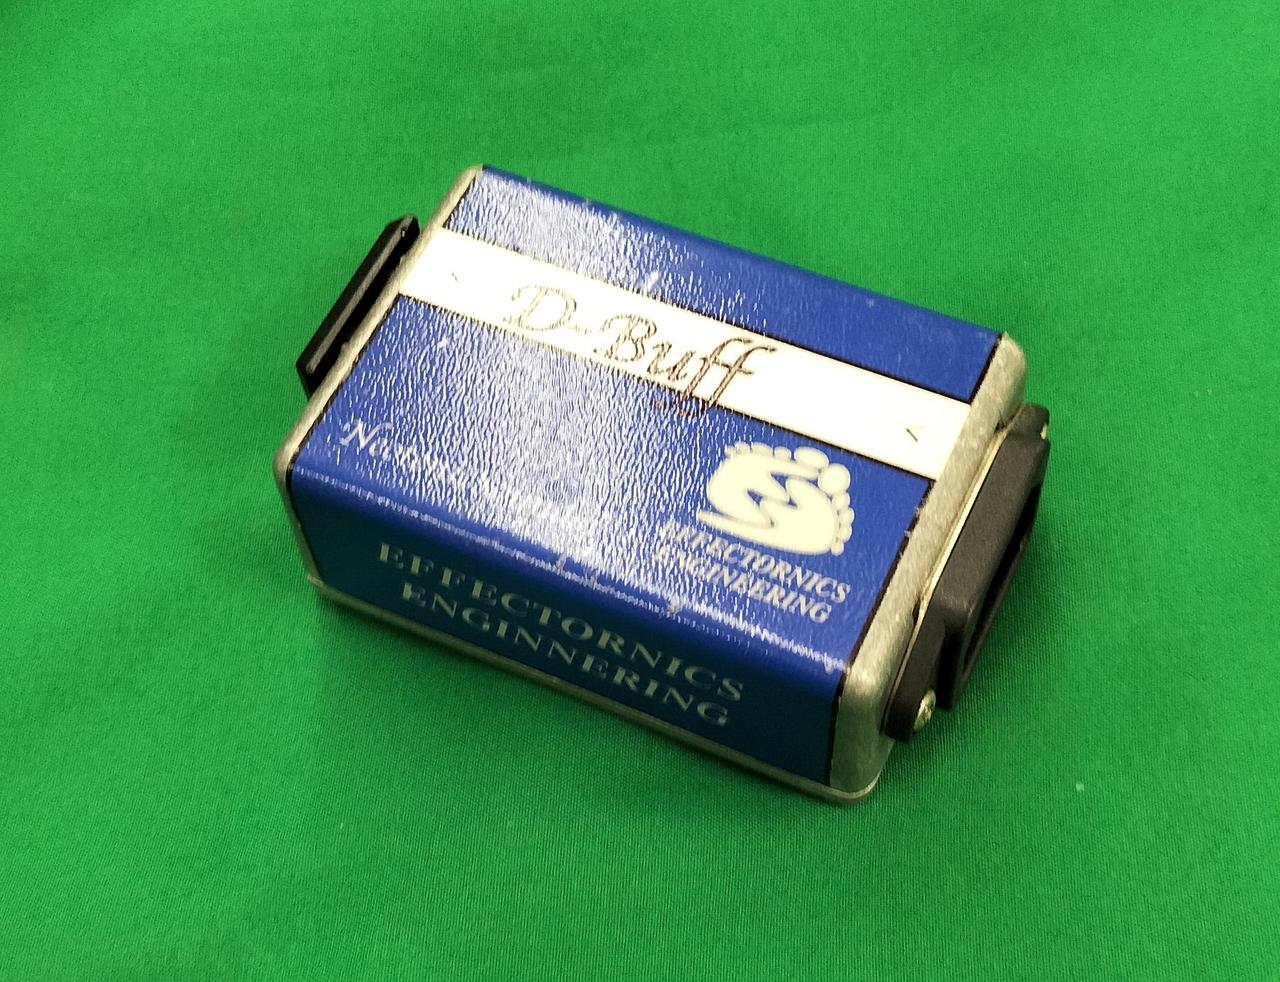 D-Buff
EFFECTORNICS
ENGINEERING
EFFECTORNICS
ENGINNERING